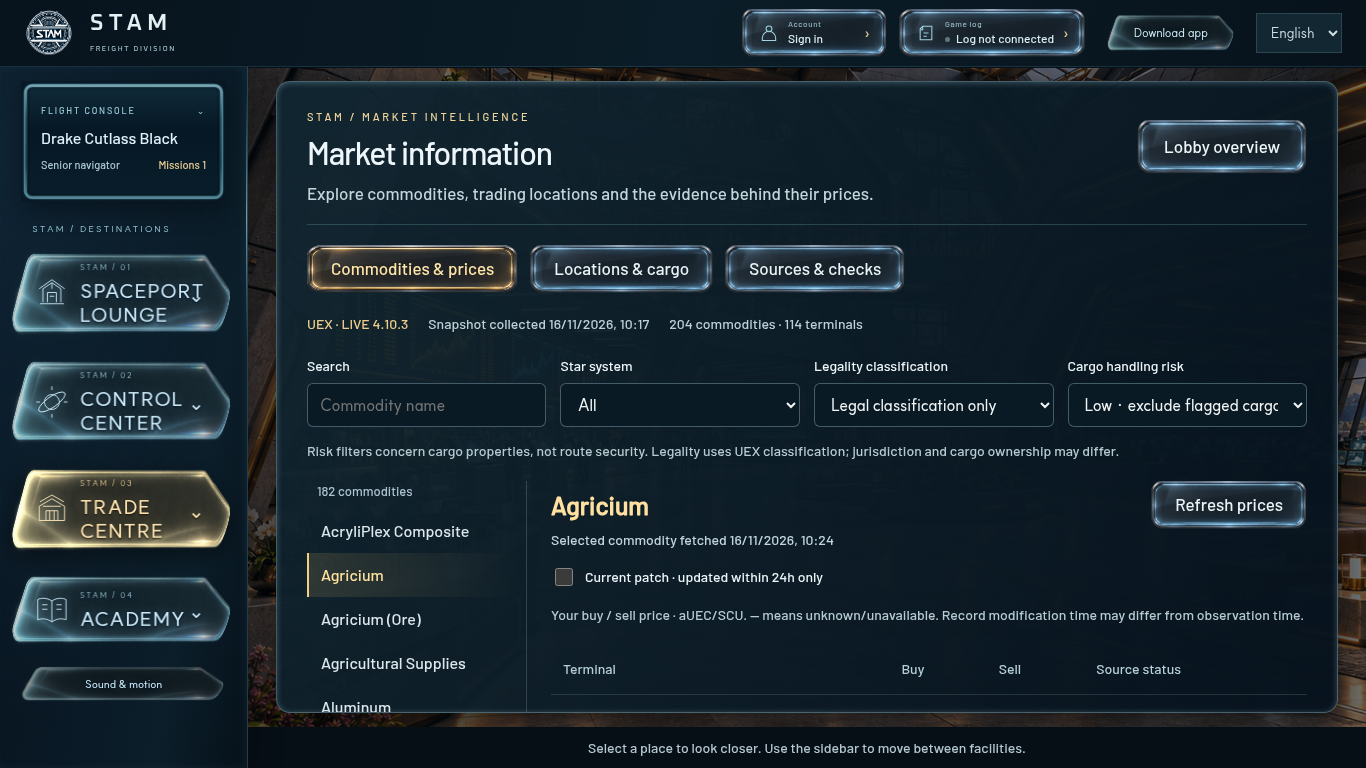 STAM
STAM
FREIGHT DIVISION
Account
Sign in
Game log
Log not connected
Download app
English
FLIGHT CONSOLE
Drake Cutlass Black
Senior navigator
Missions 1
STAM / DESTINATIONS
STAM / 01
SPACEPORT
LOUNGE
STAM / 02
CONTROL
CENTER
STAM / 03
TRADE
CENTRE
STAM / 04
ACADEMY
Sound & motion
STAM / MARKET INTELLIGENCE
Market information
Explore commodities, trading locations and the evidence behind their prices.
Lobby overview
Commodities & prices
Locations & cargo
Sources & checks
UEX · LIVE 4.10.3
Snapshot collected 16/11/2026, 10:17
204 commodities · 114 terminals
Search
Star system
Legality classification
Cargo handling risk
Commodity name
All
Legal classification only
Low · exclude flagged cargo
Risk filters concern cargo properties, not route security. Legality uses UEX classification; jurisdiction and cargo ownership may differ.
182 commodities
AcryliPlex Composite
Agricium
Agricium (Ore)
Agricultural Supplies
Aluminum
Agricium
Refresh prices
Selected commodity fetched 16/11/2026, 10:24
Current patch · updated within 24h only
Your buy / sell price · aUEC/SCU. — means unknown/unavailable. Record modification time may differ from observation time.
Terminal
Buy
Sell
Source status
Select a place to look closer. Use the sidebar to move between facilities.